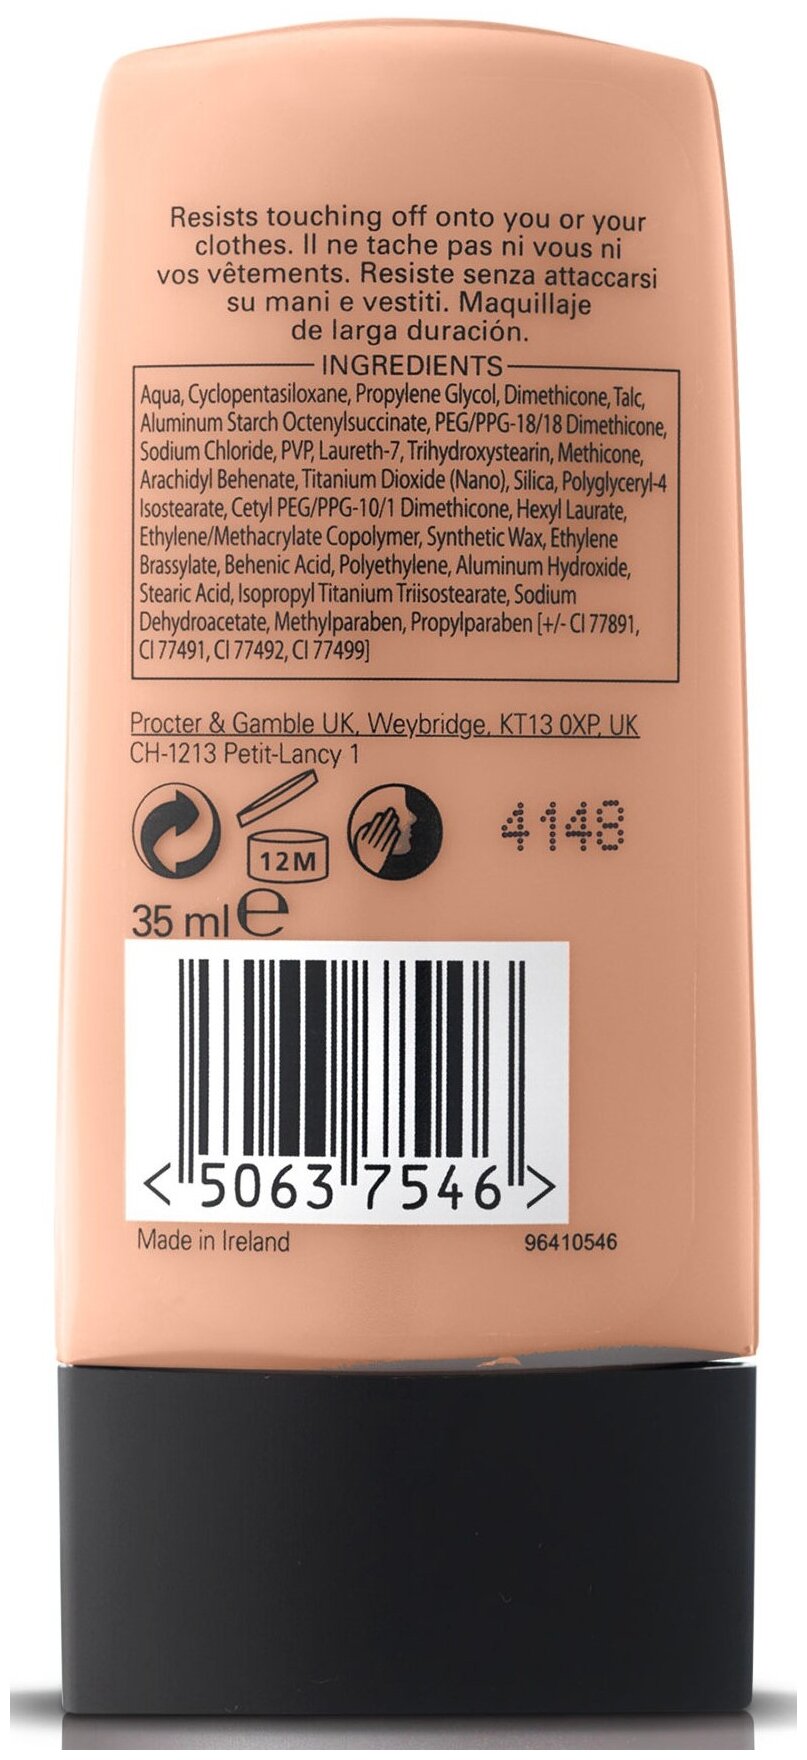 Resists touching off onto you or your
clothes. Il ne tache pas ni vous ni
vos vêtements. Resiste senza attaccarsi
su mani e vestiti. Maquillaje
de larga duración.
INGREDIENTS
Aqua, Cyclopentasiloxane, Propylene Glycol, Dimethicone, Talc,
Aluminum Starch Octenylsuccinate, PEG/PPG-18/18 Dimethicone,
Sodium Chloride, PVP, Laureth-7, Trihydroxystearin, Methicone,
Arachidyl Behenate, Titanium Dioxide (Nano), Silica, Polyglyceryl-4
Isostearate, Cetyl PEG/PPG-10/1 Dimethicone, Hexyl Laurate,
Ethylene/Methacrylate Copolymer, Synthetic Wax, Ethylene
Brassylate, Behenic Acid, Polyethylene, Aluminum Hydroxide,
Stearic Acid, Isopropyl Titanium Triisostearate, Sodium
Dehydroacetate, Methylparaben, Propylparaben [+/- CI 77891,
CI 77491, CI 77492, CI 77499]
Procter & Gamble UK, Weybridge, KT13 0XP, UK
CH-1213 Petit-Lancy 1
12M
4148
35 ml e
<5063 7546>
Made in Ireland 96410546